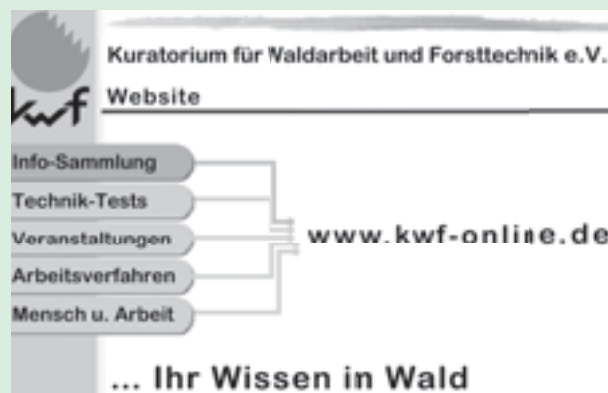 Kuratorium für Waldarbeit und Forsttechnik e.V.
kwf
Website
Info-Sammlung
Technik-Tests
Veranstaltungen
www.kwf-online.de
Arbeitsverfahren
Mensch u. Arbeit
... Ihr Wissen in Wald